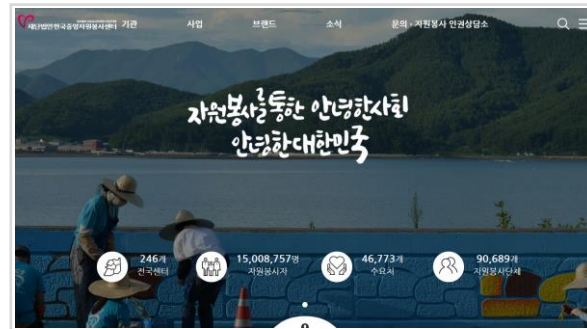 재단법인한국중앙자원봉사센터 기관 사업 브랜드 소식 문의 · 자원봉사 인권상담소
자원봉사를 통한 안녕한사회
안녕한대한민국
246개 15,008,757명 46,773개 90,689개
전국센터 자원봉사자 수요처 자원봉사단체